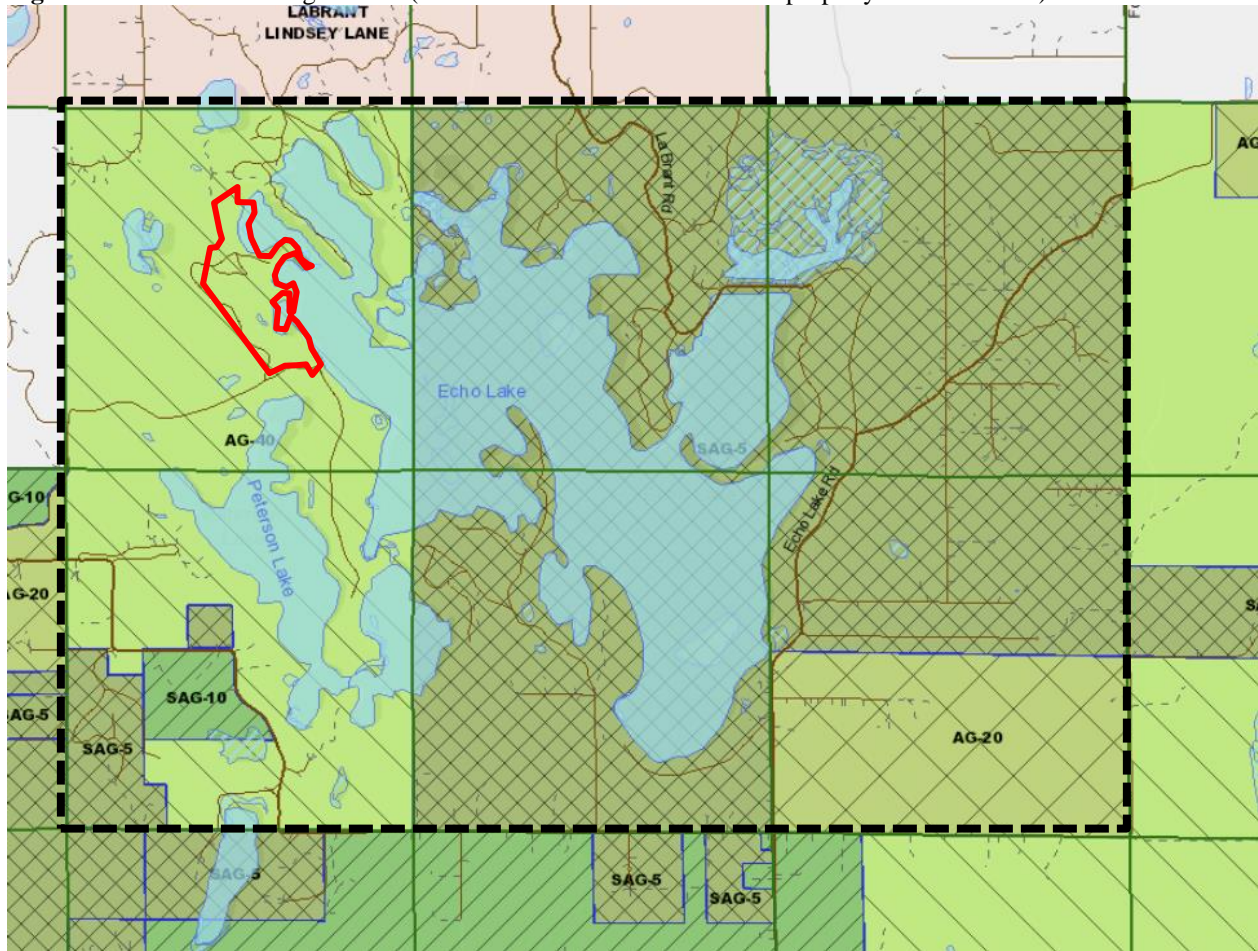 LABRANT
LINDSEY LANE
La Brant Rd
AG-
Echo Lake
AG-40
SAG-5
G-10
Peterson Lake
Echo Lake Rd
AG-20
SAG-10
AG-5
SAG-5
AG-20
SAG-5
SAG-5
SAG-5